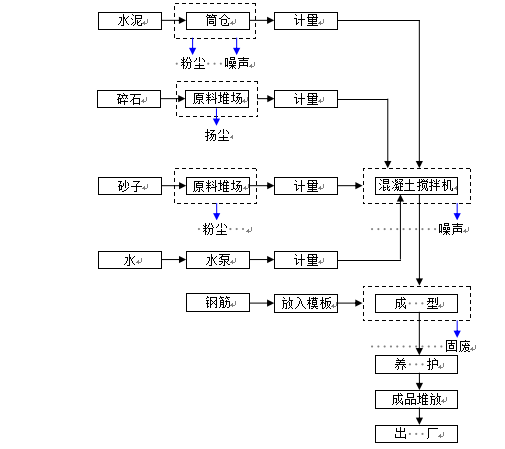 水泥 筒仓 计量
粉尘 噪声
碎石 原料堆场 计量
扬尘
砂子 原料堆场 计量 混凝土搅拌机
粉尘 噪声
水 水泵 计量
钢筋 放入模板 成型
固废
养护
成品堆放
出厂